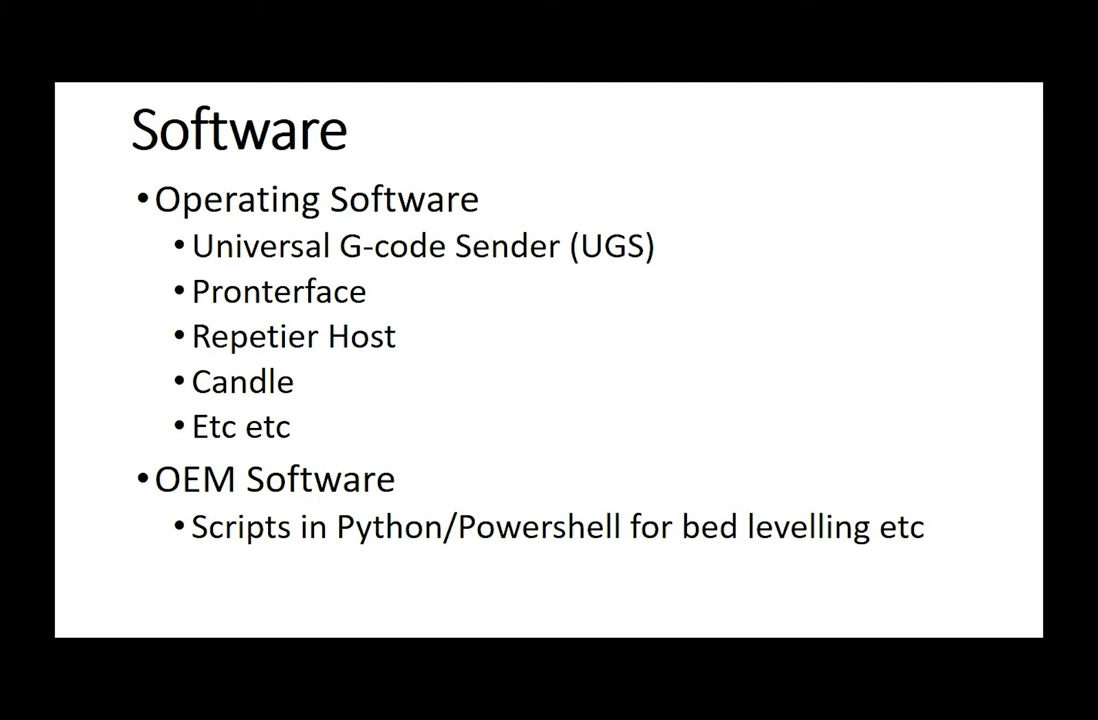 Software
•Operating Software
•Universal G-code Sender (UGS)
•Pronterface
•Repetier Host
•Candle
•Etc etc
•OEM Software
•Scripts in Python/Powershell for bed levelling etc